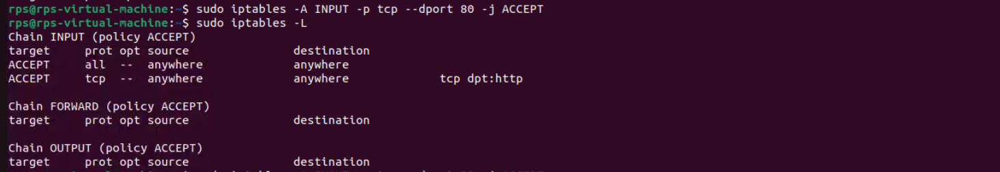 rps@rps-virtual-machine:~$ sudo iptables -A INPUT -p tcp --dport 80 -j ACCEPT
rps@rps-virtual-machine:~$ sudo iptables -L
Chain INPUT (policy ACCEPT)
target     prot opt source               destination
ACCEPT     all  --  anywhere             anywhere
ACCEPT     tcp  --  anywhere             anywhere             tcp dpt:http
Chain FORWARD (policy ACCEPT)
target     prot opt source               destination
Chain OUTPUT (policy ACCEPT)
target     prot opt source               destination